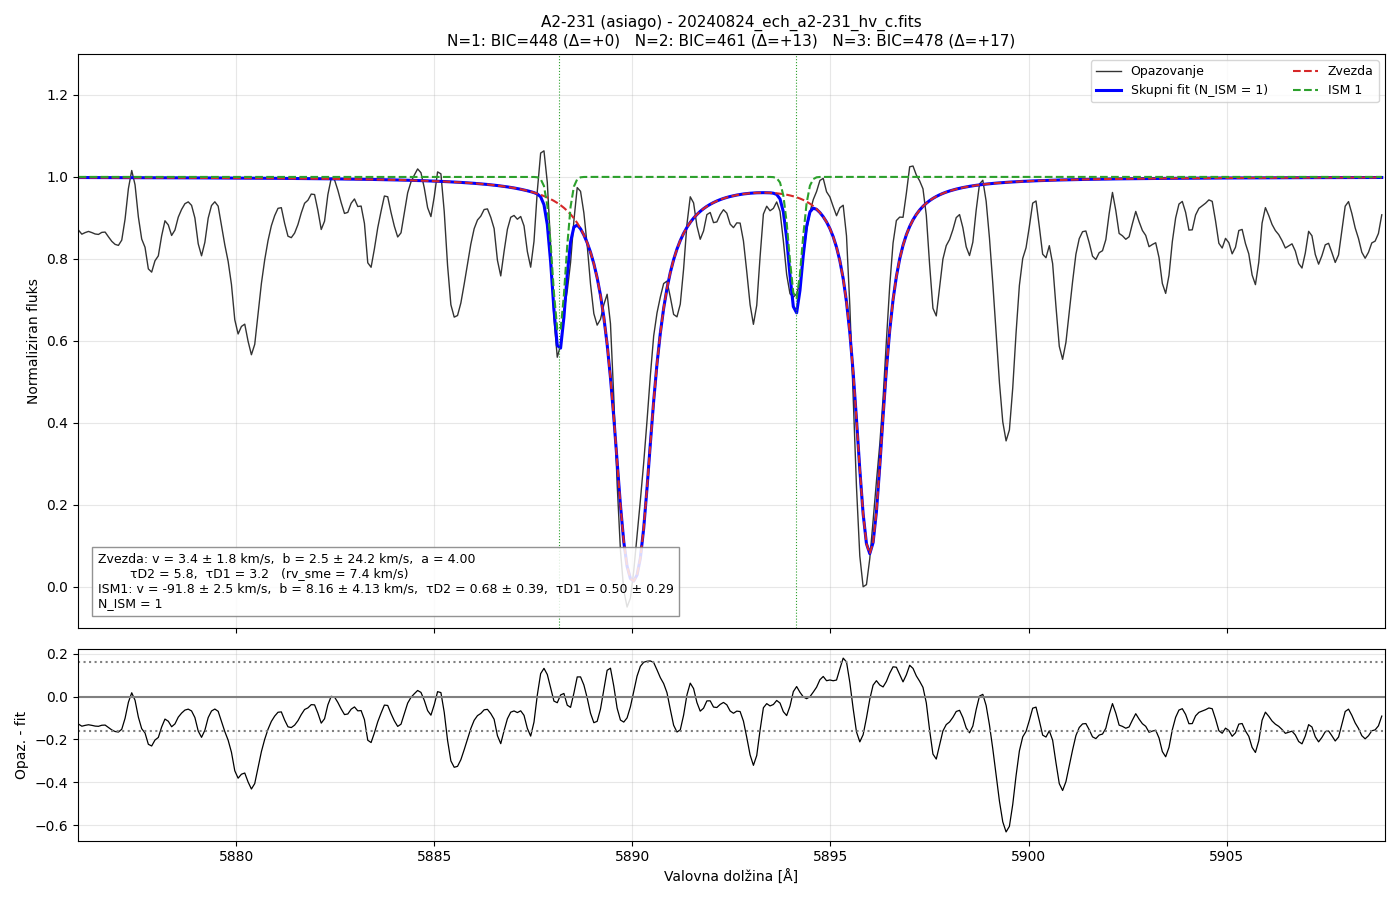 A2-231 (asiago) - 20240824_ech_a2-231_hv_c.fits
N=1: BIC=448 (Δ=+0)   N=2: BIC=461 (Δ=+13)   N=3: BIC=478 (Δ=+17)
Opazovanje
Skupni fit (N_ISM = 1)
Zvezda
ISM 1
Normaliziran fluks
1.2
1.0
0.8
0.6
0.4
0.2
0.0
Zvezda: v = 3.4 ± 1.8 km/s,  b = 2.5 ± 24.2 km/s,  a = 4.00
τD2 = 5.8,  τD1 = 3.2   (rv_sme = 7.4 km/s)
ISM1: v = -91.8 ± 2.5 km/s,  b = 8.16 ± 4.13 km/s,  τD2 = 0.68 ± 0.39,  τD1 = 0.50 ± 0.29
N_ISM = 1
Opaz. - fit
0.2
0.0
−0.2
−0.4
−0.6
5880
5885
5890
5895
5900
5905
Valovna dolžina [Å]